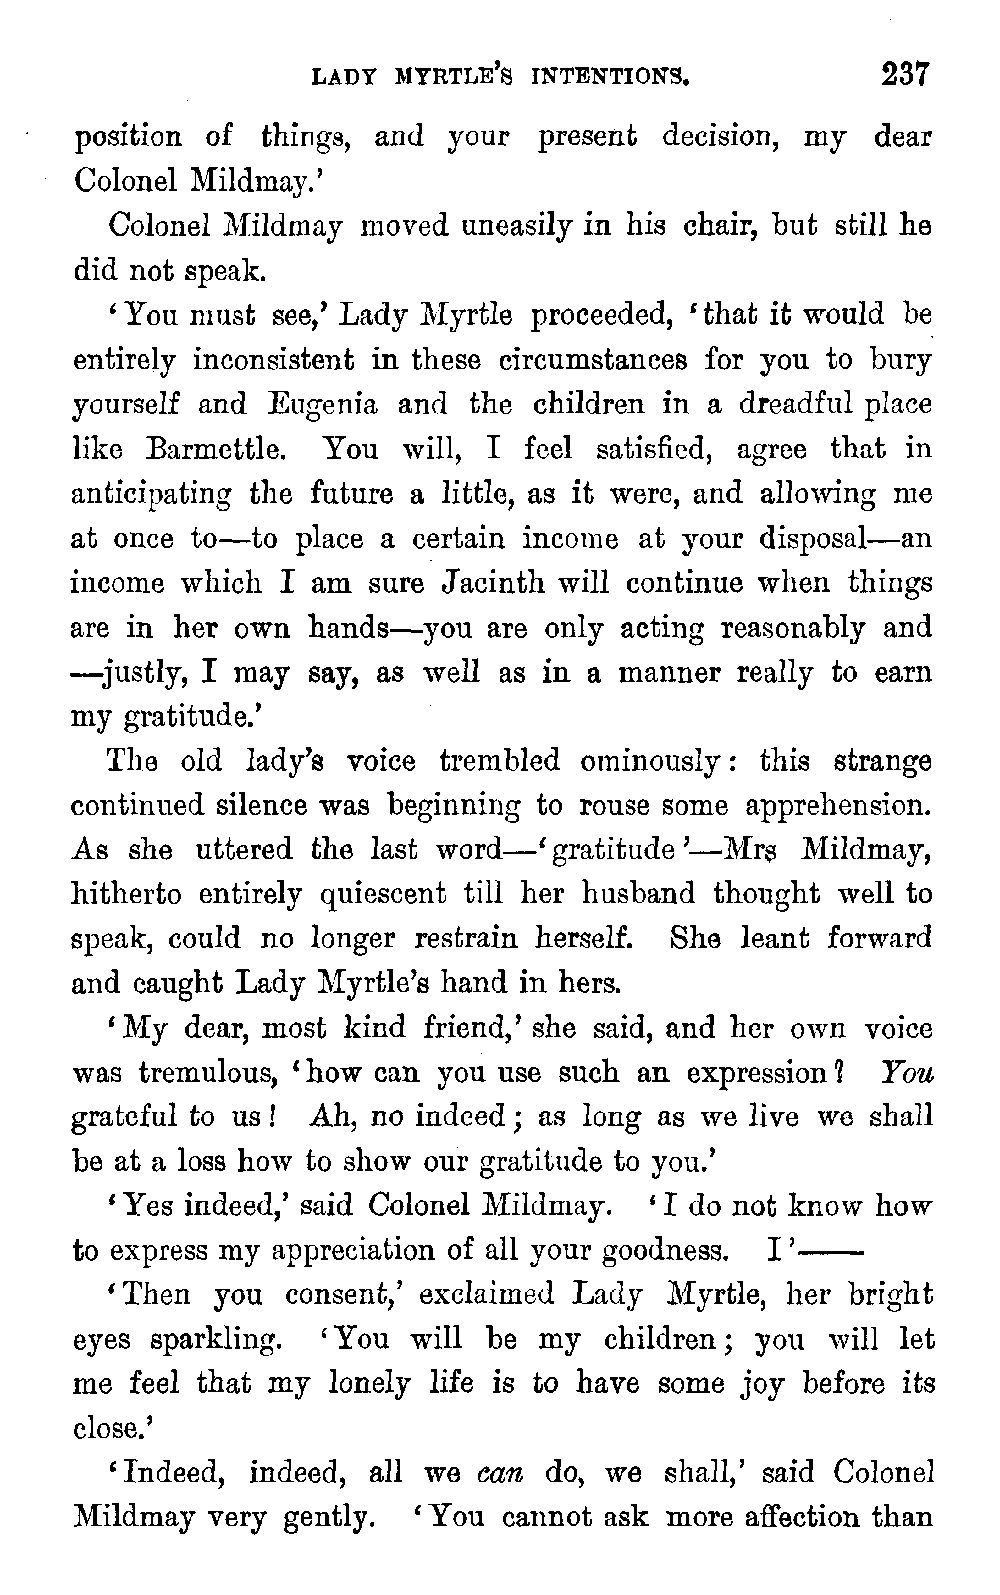 LADY MYRTLE'S INTENTIONS. 237
position of things, and your present decision, my dear
Colonel Mildmay.'
Colonel Mildmay moved uneasily in his chair, but still he
did not speak.
'You must see,' Lady Myrtle proceeded, 'that it would be
entirely inconsistent in these circumstances for you to bury
yourself and Eugenia and the children in a dreadful place
like Barmettle. You will, I feel satisfied, agree that in
anticipating the future a little, as it were, and allowing me
at once to—to place a certain income at your disposal—an
income which I am sure Jacinth will continue when things
are in her own hands—you are only acting reasonably and
—justly, I may say, as well as in a manner really to earn
my gratitude.'
The old lady's voice trembled ominously: this strange
continued silence was beginning to rouse some apprehension.
As she uttered the last word—'gratitude'—Mrs Mildmay,
hitherto entirely quiescent till her husband thought well to
speak, could no longer restrain herself. She leant forward
and caught Lady Myrtle's hand in hers.
'My dear, most kind friend,' she said, and her own voice
was tremulous, 'how can you use such an expression? You
grateful to us! Ah, no indeed; as long as we live we shall
be at a loss how to show our gratitude to you.'
'Yes indeed,' said Colonel Mildmay. 'I do not know how
to express my appreciation of all your goodness. I'——
'Then you consent,' exclaimed Lady Myrtle, her bright
eyes sparkling. 'You will be my children; you will let
me feel that my lonely life is to have some joy before its
close.'
'Indeed, indeed, all we can do, we shall,' said Colonel
Mildmay very gently. 'You cannot ask more affection than